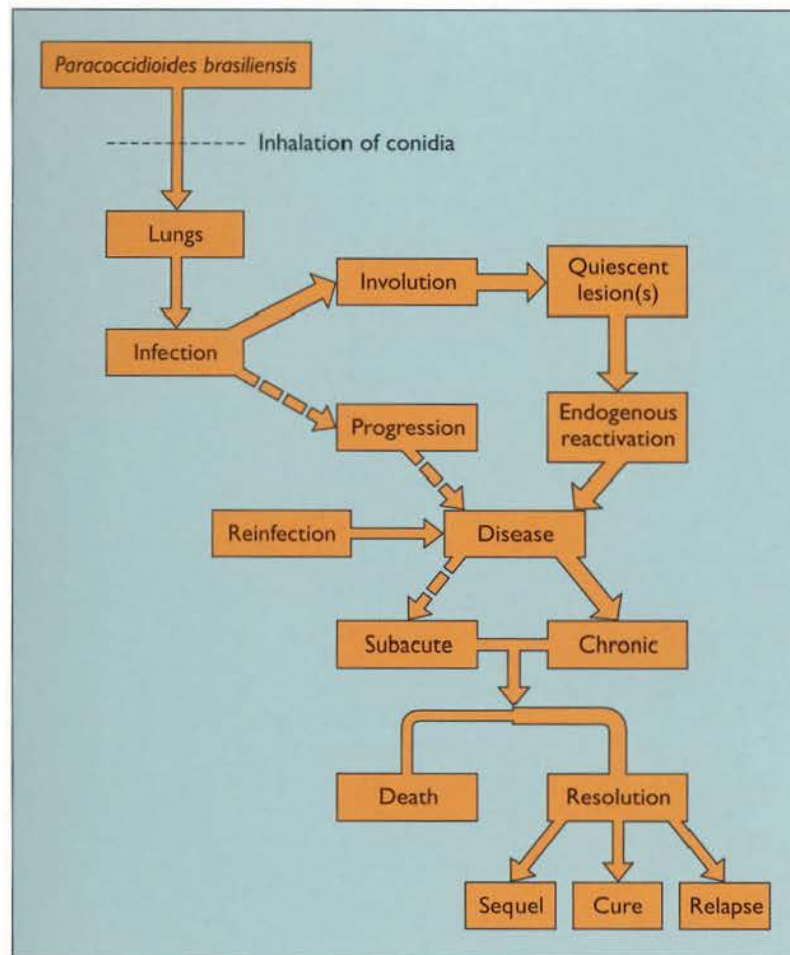 Paracoccidioides brasiliensis
Inhalation of conidia
Lungs
Involution
Quiescent
lesion(s)
Infection
Progression
Endogenous
reactivation
Reinfection
Disease
Subacute
Chronic
Death
Resolution
Sequel
Cure
Relapse